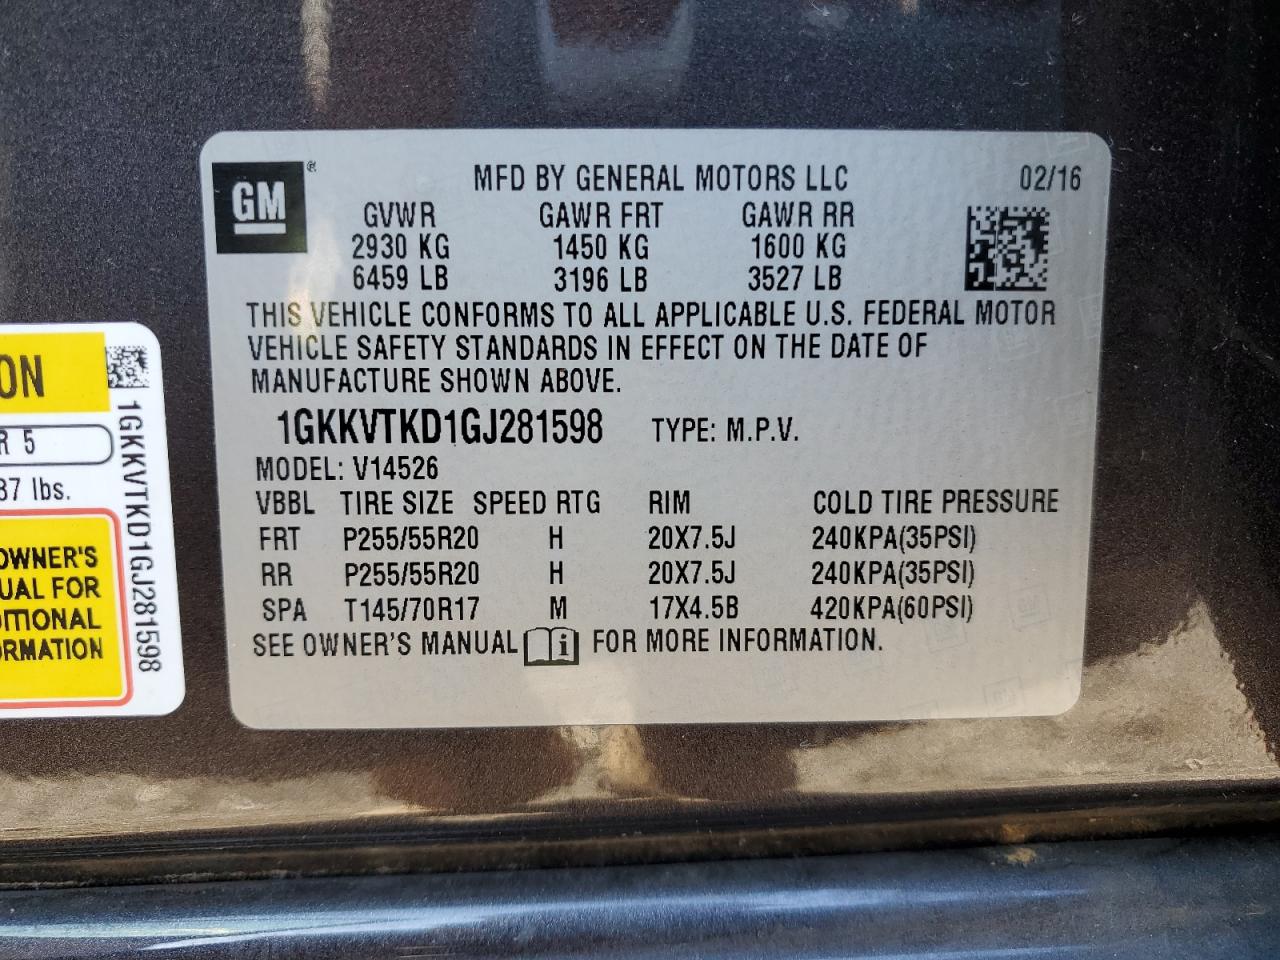 GM®
MFD BY GENERAL MOTORS LLC 02/16
GVWR GAWR FRT GAWR RR
2930 KG 1450 KG 1600 KG
6459 LB 3196 LB 3527 LB
THIS VEHICLE CONFORMS TO ALL APPLICABLE U.S. FEDERAL MOTOR
VEHICLE SAFETY STANDARDS IN EFFECT ON THE DATE OF
MANUFACTURE SHOWN ABOVE.
1GKKVTKD1GJ281598 TYPE: M.P.V.
MODEL: V14526
VBBL TIRE SIZE SPEED RTG RIM COLD TIRE PRESSURE
FRT P255/55R20 H 20X7.5J 240KPA(35PSI)
RR P255/55R20 H 20X7.5J 240KPA(35PSI)
SPA T145/70R17 M 17X4.5B 420KPA(60PSI)
SEE OWNER'S MANUAL i FOR MORE INFORMATION.
ON
R 5
37 lbs.
OWNER'S
UAL FOR
ITIONAL
RMATION
1GKKVTKD1GJ281598